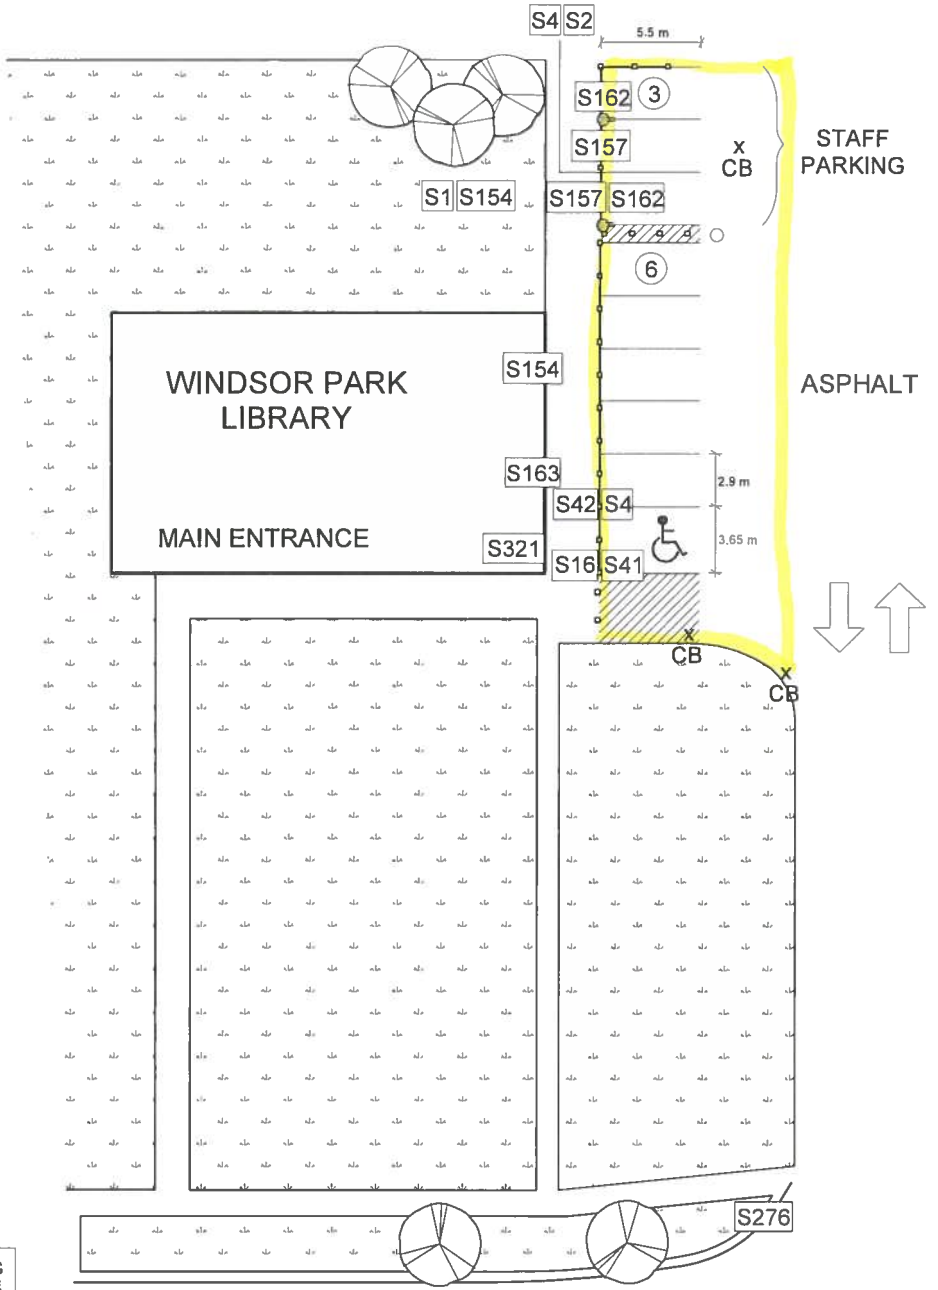 S4 S2
5.5 m
S162
3
S157
x
CB
STAFF
PARKING
S1 S154
S157 S162
6
S154
WINDSOR PARK
LIBRARY
ASPHALT
S163
2.9 m
S42 S4
MAIN ENTRANCE
S321
3.65 m
S16 S41
x
CB
x
CB
S276